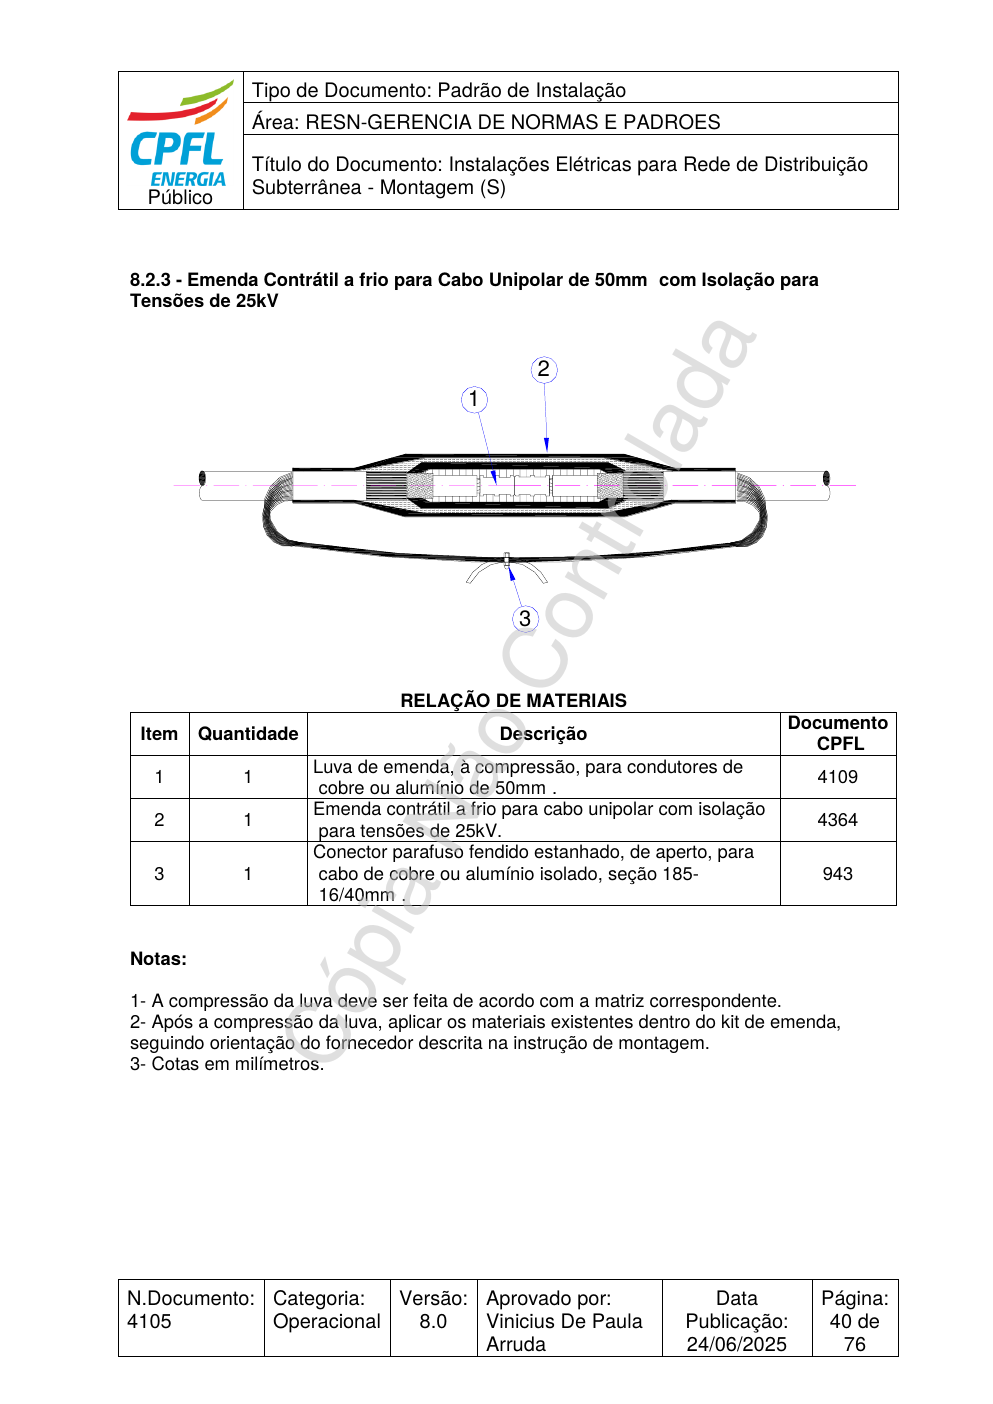 CPFL
ENERGIA
Público
Tipo de Documento: Padrão de Instalação
Área: RESN-GERENCIA DE NORMAS E PADROES
Título do Documento: Instalações Elétricas para Rede de Distribuição
Subterrânea - Montagem (S)
8.2.3 - Emenda Contrátil a frio para Cabo Unipolar de 50mm  com Isolação para
Tensões de 25kV
2
1
3
RELAÇÃO DE MATERIAIS
Item Quantidade Descrição Documento CPFL
1 1 Luva de emenda, à compressão, para condutores de
cobre ou alumínio de 50mm . 4109
2 1 Emenda contrátil a frio para cabo unipolar com isolação
para tensões de 25kV. 4364
3 1 Conector parafuso fendido estanhado, de aperto, para
cabo de cobre ou alumínio isolado, seção 185-
16/40mm . 943
Notas:
1- A compressão da luva deve ser feita de acordo com a matriz correspondente.
2- Após a compressão da luva, aplicar os materiais existentes dentro do kit de emenda,
seguindo orientação do fornecedor descrita na instrução de montagem.
3- Cotas em milímetros.
Cópia Não Controlada
N.Documento: Categoria: Versão: Aprovado por: Data Página:
4105 Operacional 8.0 Vinicius De Paula Publicação: 40 de
Arruda 24/06/2025 76